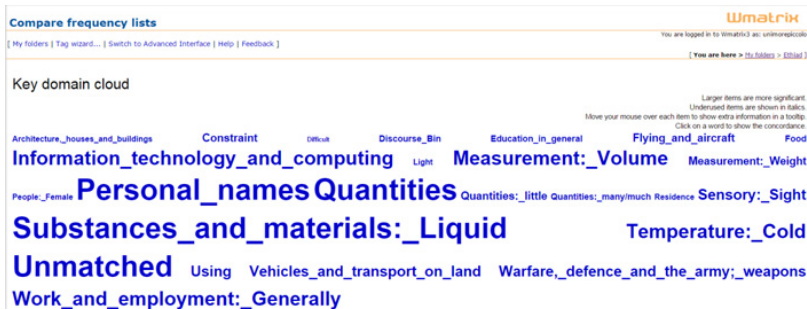 Compare frequency lists
Wmatrix
You are logged in to Wmatrix3 as: unimorepiccolo
[ My folders | Tag wizard... | Switch to Advanced Interface | Help | Feedback ]
[ You are here > My folders > Ethiad ]
Key domain cloud
Larger items are more significant.
Underused items are shown in italics.
Move your mouse over each item to show extra information in a tooltip.
Click on a word to show the concordance.
Architecture,_houses_and_buildings Constraint Difficult Discourse_Bin Education_in_general Flying_and_aircraft Food
Information_technology_and_computing Light Measurement:_Volume Measurement:_Weight
People:_Female Personal_names Quantities Quantities:_little Quantities:_many/much Residence Sensory:_Sight
Substances_and_materials:_Liquid Temperature:_Cold
Unmatched Using Vehicles_and_transport_on_land Warfare,_defence_and_the_army;_weapons
Work_and_employment:_Generally